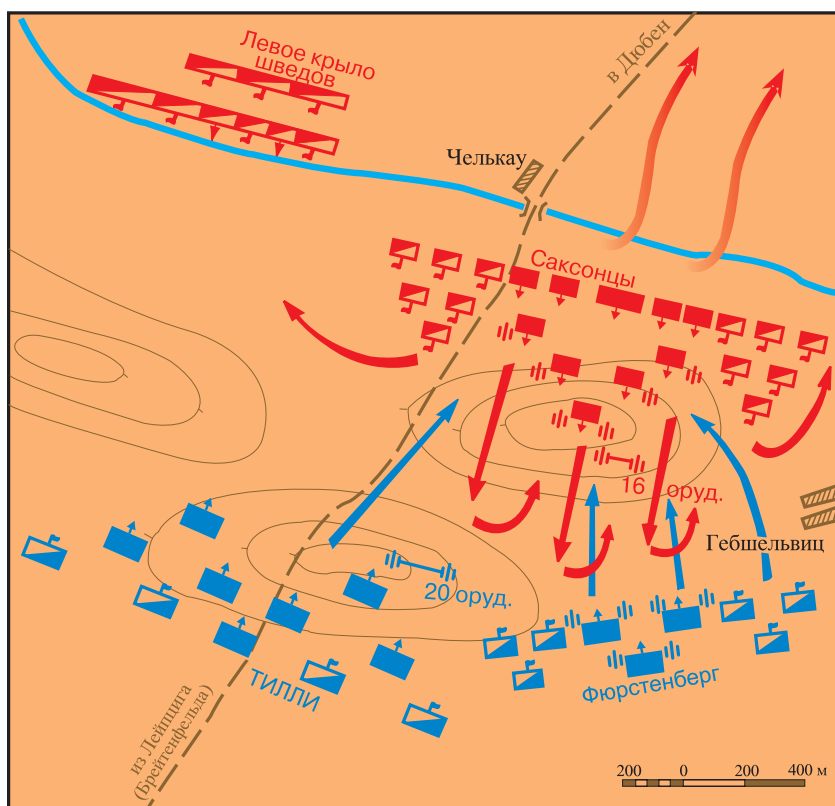 Левое крыло
шведов
в Дюбен
Челькау
Саксонцы
16 оруд.
Гебшельвиц
20 оруд.
ТИЛЛИ
Фюрстенберг
из Лейпцига
(Брейтенфельда)
200 0 200 400 м